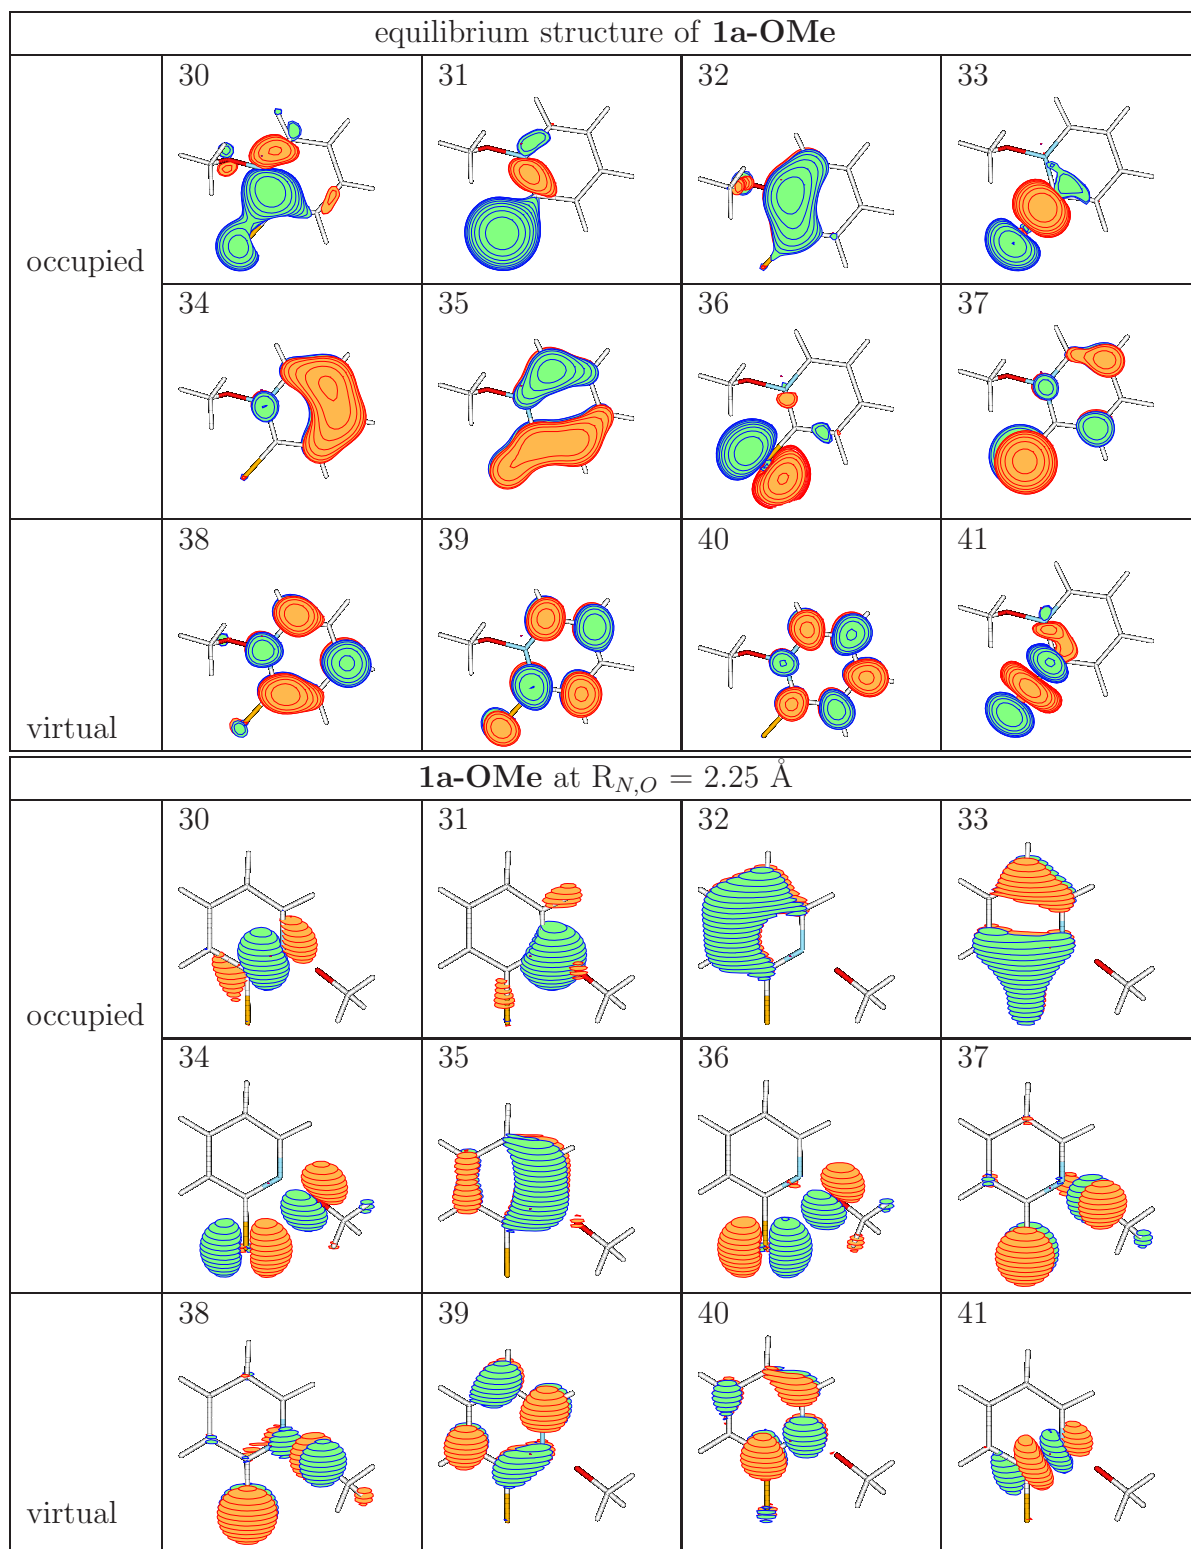 equilibrium structure of 1a-OMe
30 31 32 33
occupied
34 35 36 37
38 39 40 41
virtual
1a-OMe at R_{N,O} = 2.25 Å
30 31 32 33
occupied
34 35 36 37
38 39 40 41
virtual